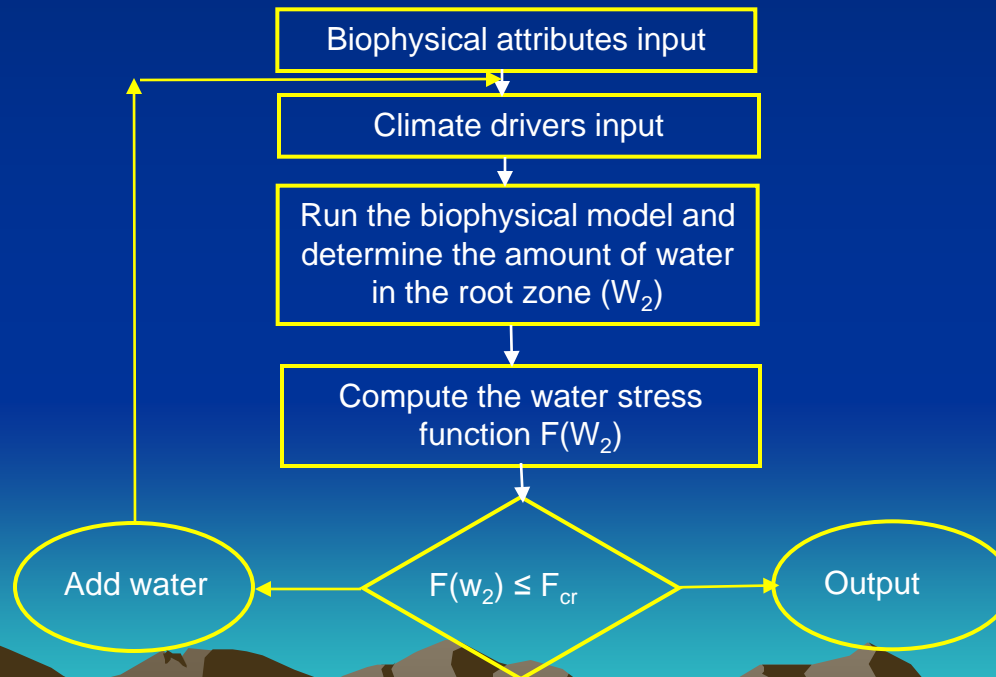 Biophysical attributes input
Climate drivers input
Run the biophysical model and
determine the amount of water
in the root zone (W₂)
Compute the water stress
function F(W₂)
Add water
F(w₂) ≤ F_cr
Output